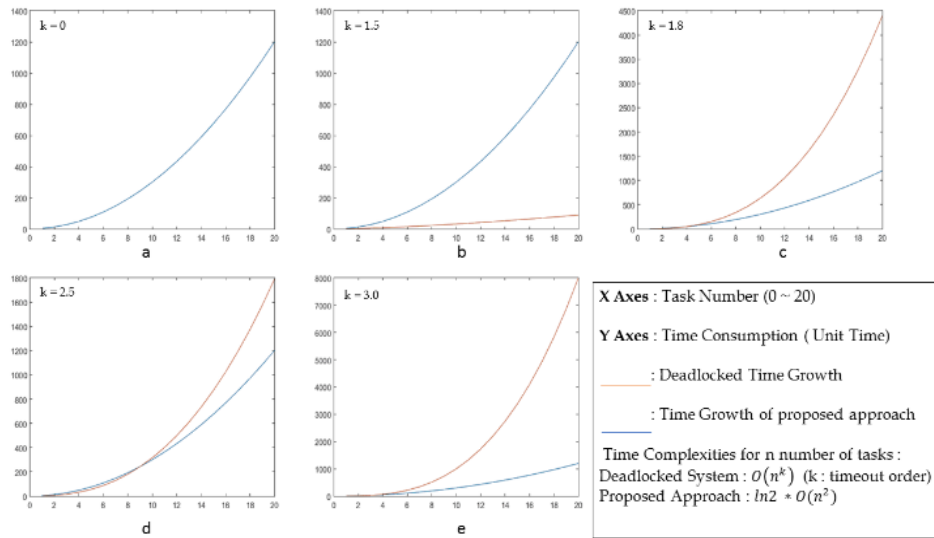 k = 0
1400
1200
1000
800
600
400
200
0
0 2 4 6 8 10 12 14 16 18 20
a
k = 1.5
1400
1200
1000
800
600
400
200
0
0 2 4 6 8 10 12 14 16 18 20
b
k = 1.8
4500
4000
3500
3000
2500
2000
1500
1000
500
0
0 2 4 6 8 10 12 14 16 18 20
c
k = 2.5
1800
1600
1400
1200
1000
800
600
400
200
0
0 2 4 6 8 10 12 14 16 18 20
d
k = 3.0
8000
7000
6000
5000
4000
3000
2000
1000
0
0 2 4 6 8 10 12 14 16 18 20
e
X Axes : Task Number (0 ~ 20)
Y Axes : Time Consumption ( Unit Time)
: Deadlocked Time Growth
: Time Growth of proposed approach
Time Complexities for n number of tasks :
Deadlocked System : O(n^k) (k : timeout order)
Proposed Approach : ln2 * O(n²)